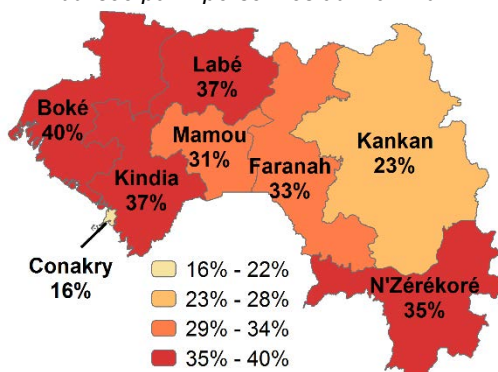 Labé
37%
Boké
40%
Mamou
31%
Kankan
23%
Faranah
33%
Kindia
37%
Conakry
16%
N'Zérékoré
35%
16% - 22%
23% - 28%
29% - 34%
35% - 40%